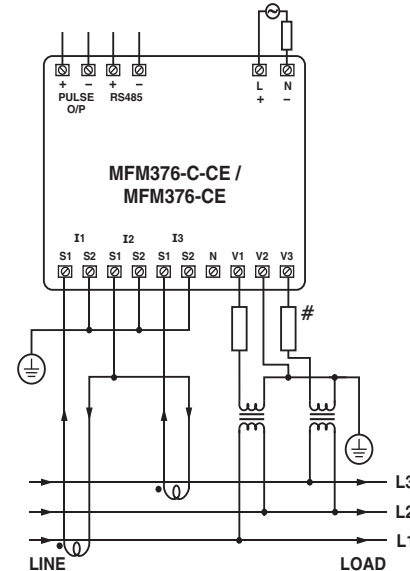 L N
+ − + − + −
PULSE RS485
O/P
MFM376-C-CE /
MFM376-CE
I1 I2 I3
S1 S2 S1 S2 S1 S2 N V1 V2 V3
#
L3
L2
L1
LINE LOAD